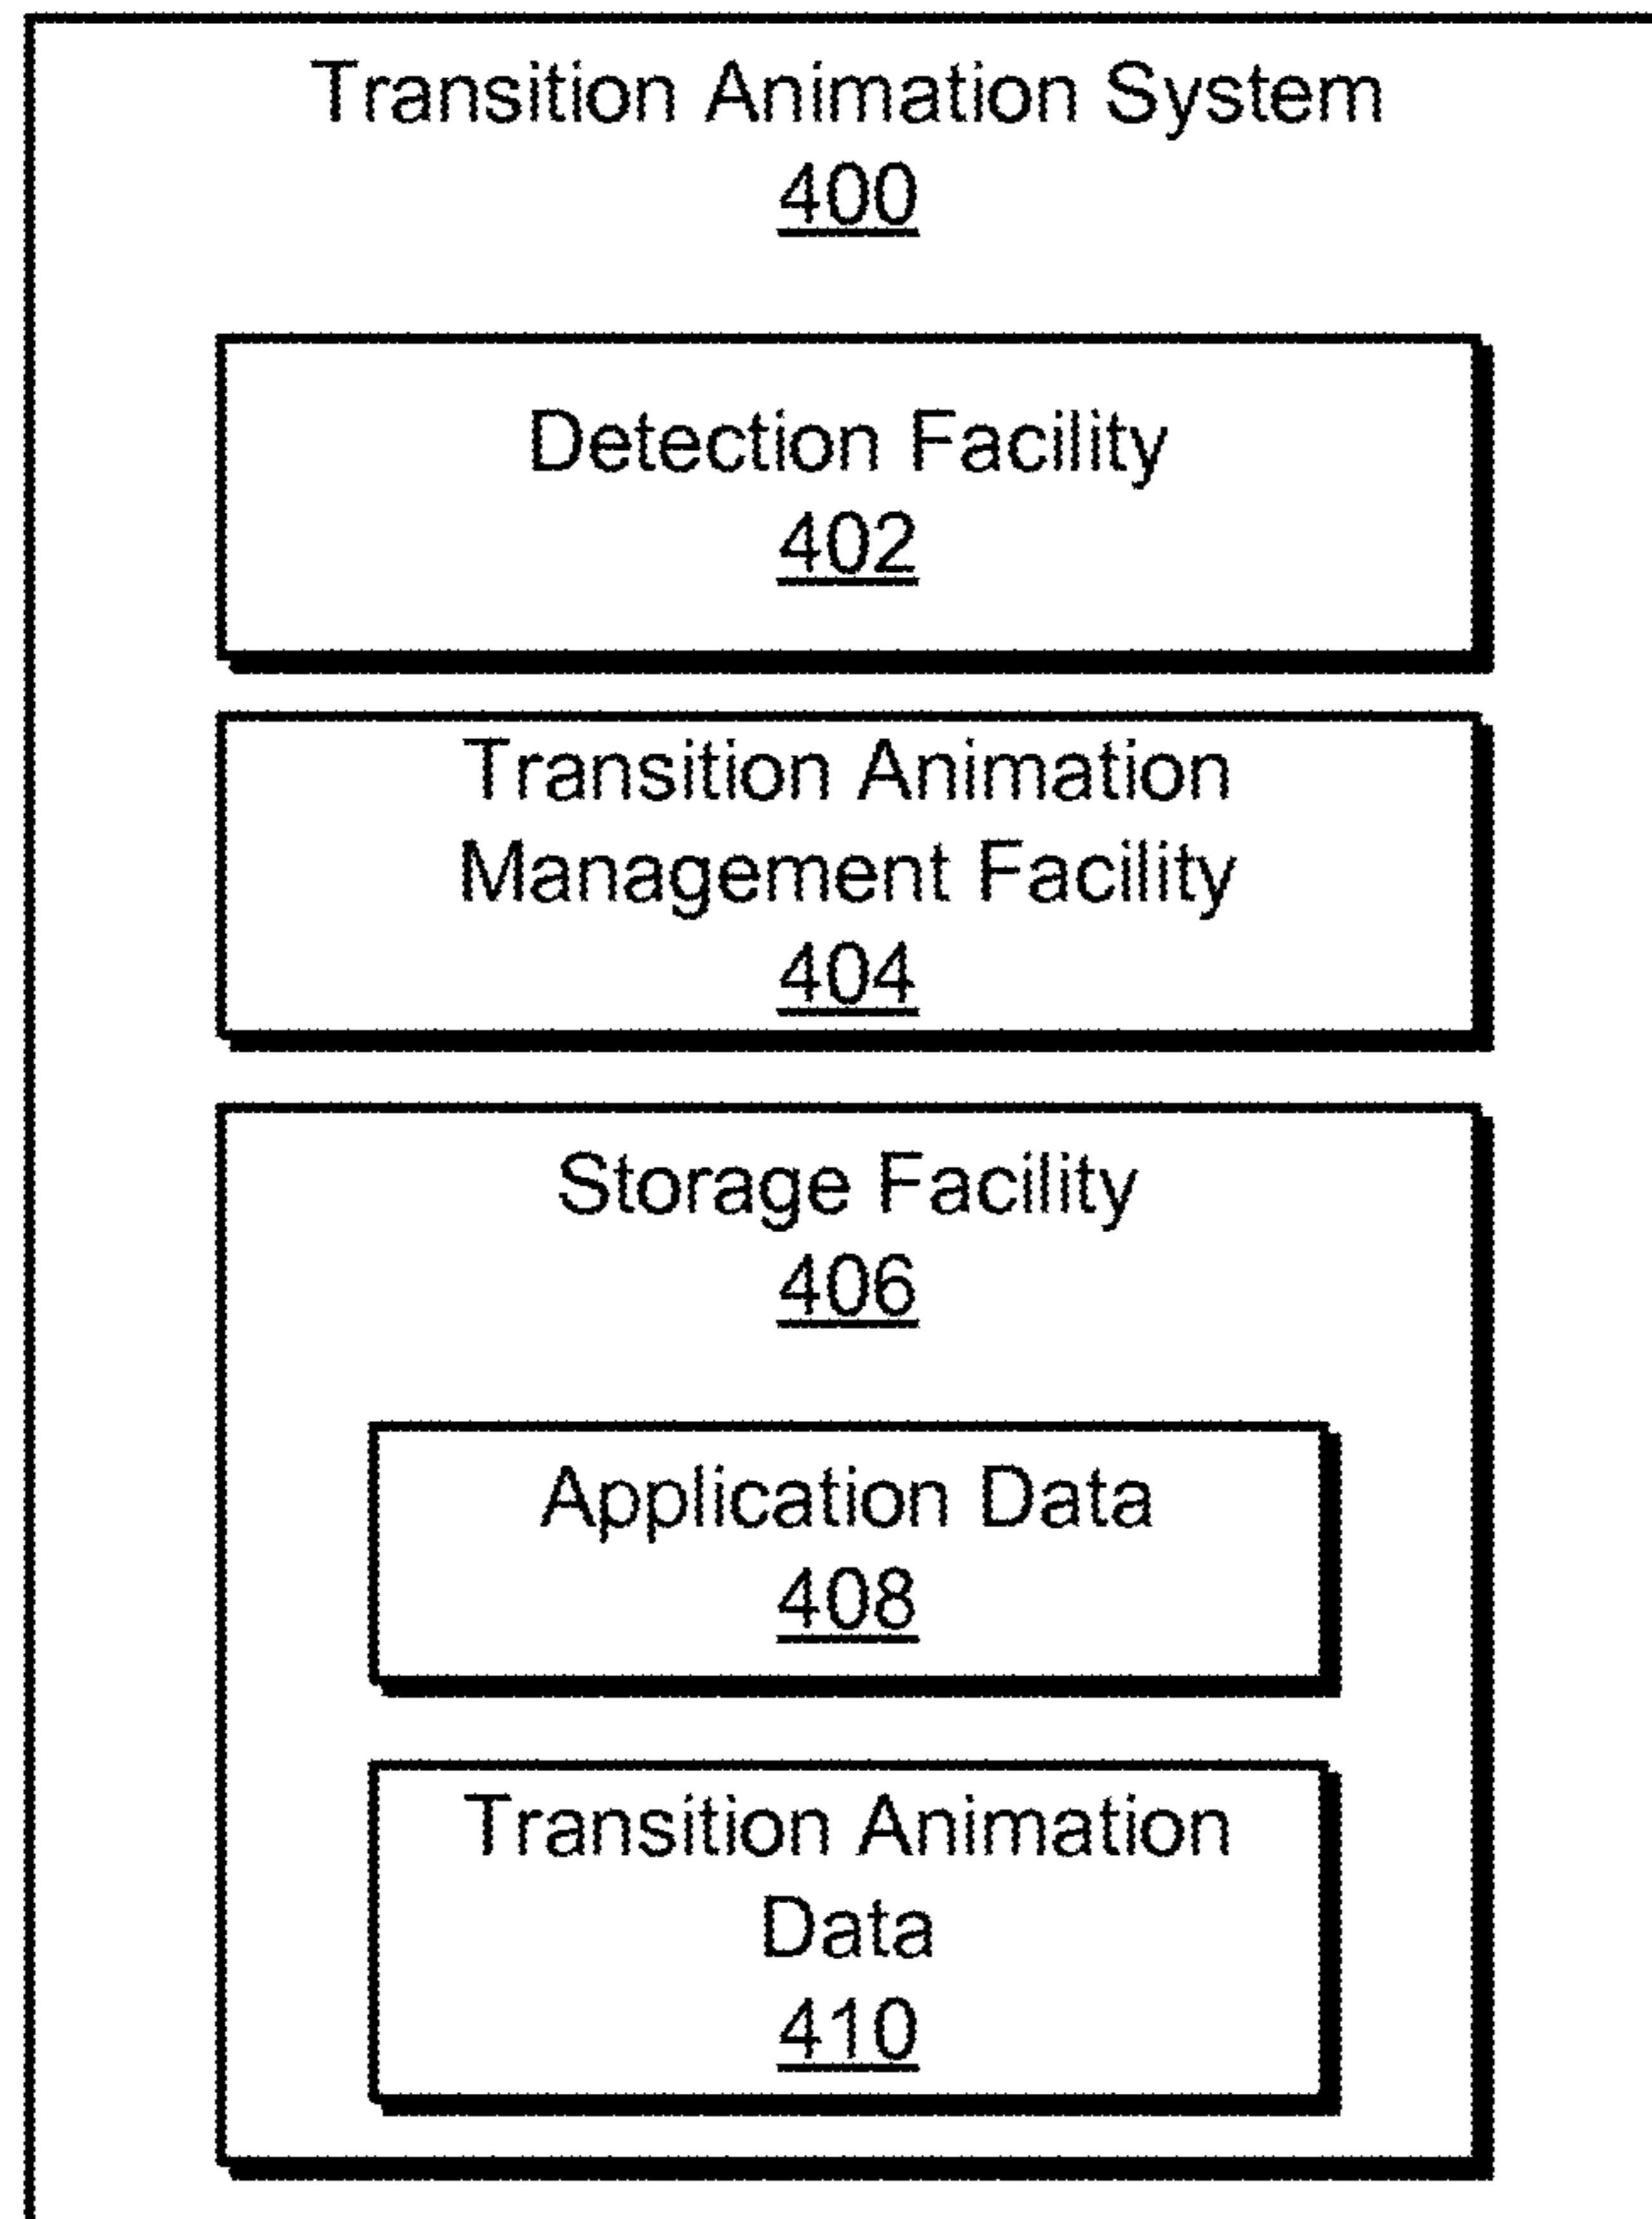 Transition Animation System
400
Detection Facility
402
Transition Animation
Management Facility
404
Storage Facility
406
Application Data
408
Transition Animation
Data
410